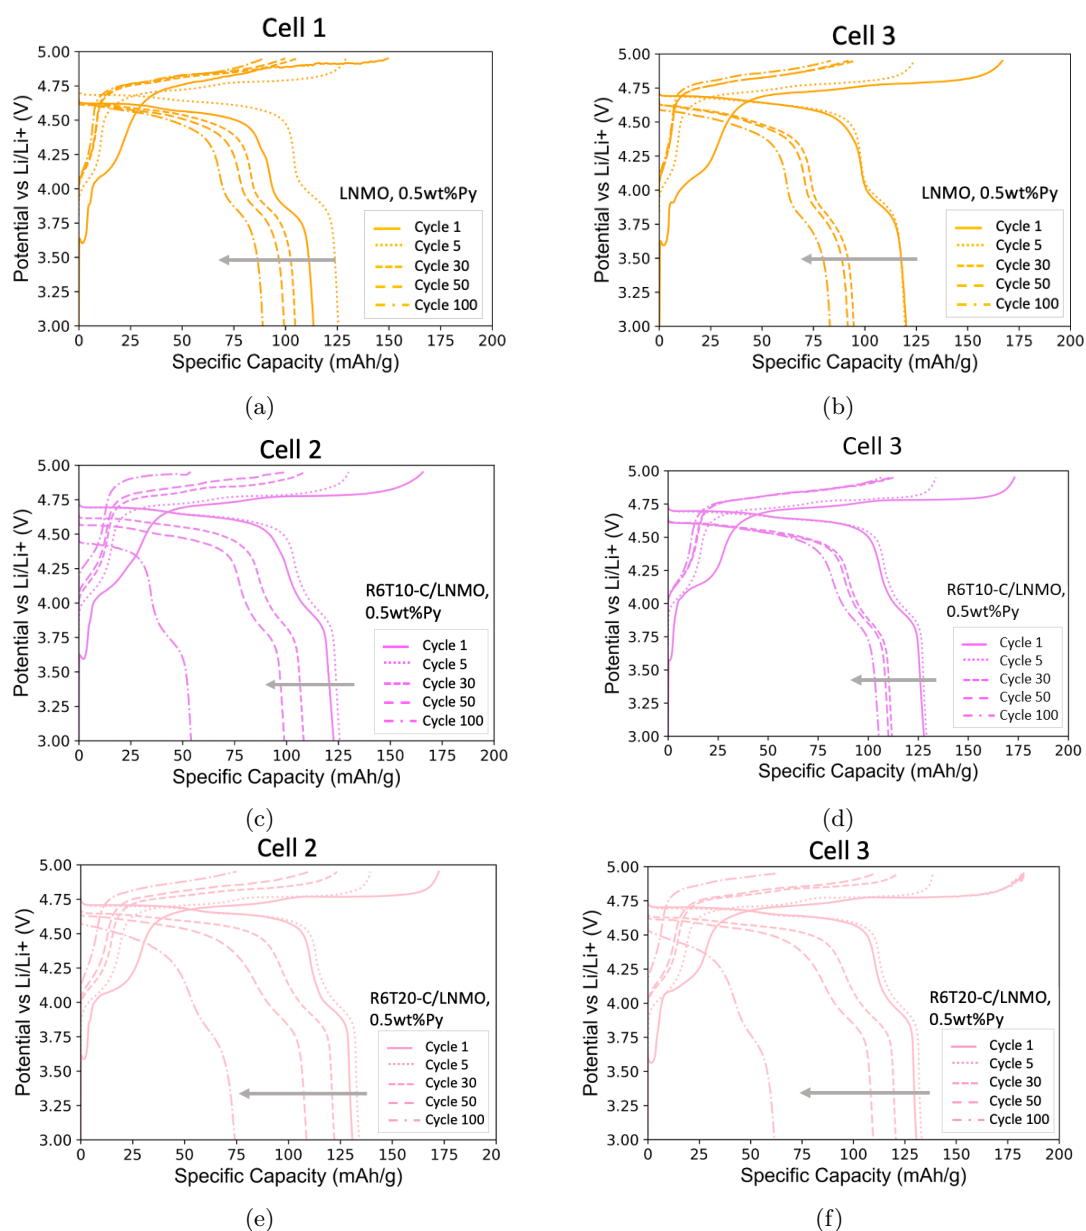 Cell 1
5.00
4.75
4.50
4.25
4.00
3.75
3.50
3.25
3.00
Potential vs Li/Li+ (V)
LNMO, 0.5wt%Py
Cycle 1
Cycle 5
Cycle 30
Cycle 50
Cycle 100
0 25 50 75 100 125 150 175 200
Specific Capacity (mAh/g)
(a)
Cell 3
5.00
4.75
4.50
4.25
4.00
3.75
3.50
3.25
3.00
Potential vs Li/Li+ (V)
LNMO, 0.5wt%Py
Cycle 1
Cycle 5
Cycle 30
Cycle 50
Cycle 100
0 25 50 75 100 125 150 175 200
Specific Capacity (mAh/g)
(b)
Cell 2
5.00
4.75
4.50
4.25
4.00
3.75
3.50
3.25
3.00
Potential vs Li/Li+ (V)
R6T10-C/LNMO,
0.5wt%Py
Cycle 1
Cycle 5
Cycle 30
Cycle 50
Cycle 100
0 25 50 75 100 125 150 175 200
Specific Capacity (mAh/g)
(c)
Cell 3
5.00
4.75
4.50
4.25
4.00
3.75
3.50
3.25
3.00
Potential vs Li/Li+ (V)
R6T10-C/LNMO,
0.5wt%Py
Cycle 1
Cycle 5
Cycle 30
Cycle 50
Cycle 100
0 25 50 75 100 125 150 175 200
Specific Capacity (mAh/g)
(d)
Cell 2
5.00
4.75
4.50
4.25
4.00
3.75
3.50
3.25
3.00
Potential vs Li/Li+ (V)
R6T20-C/LNMO,
0.5wt%Py
Cycle 1
Cycle 5
Cycle 30
Cycle 50
Cycle 100
0 25 50 75 100 125 150 175 20
Specific Capacity (mAh/g)
(e)
Cell 3
5.00
4.75
4.50
4.25
4.00
3.75
3.50
3.25
3.00
Potential vs Li/Li+ (V)
R6T20-C/LNMO,
0.5wt%Py
Cycle 1
Cycle 5
Cycle 30
Cycle 50
Cycle 100
0 25 50 75 100 125 150 175 200
Specific Capacity (mAh/g)
(f)